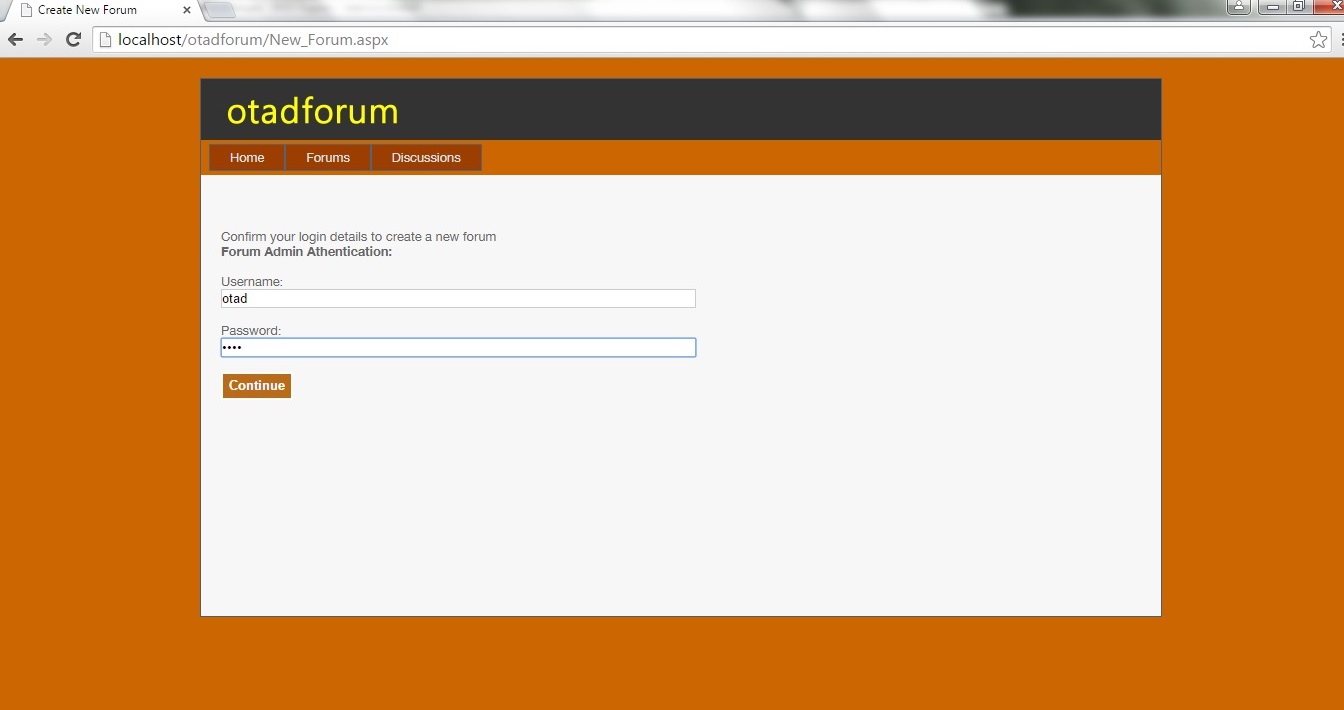 Create New Forum
localhost/otadforum/New_Forum.aspx
otadforum
Home Forums Discussions
Confirm your login details to create a new forum
Forum Admin Athentication:
Username:
otad
Password:
••••
Continue